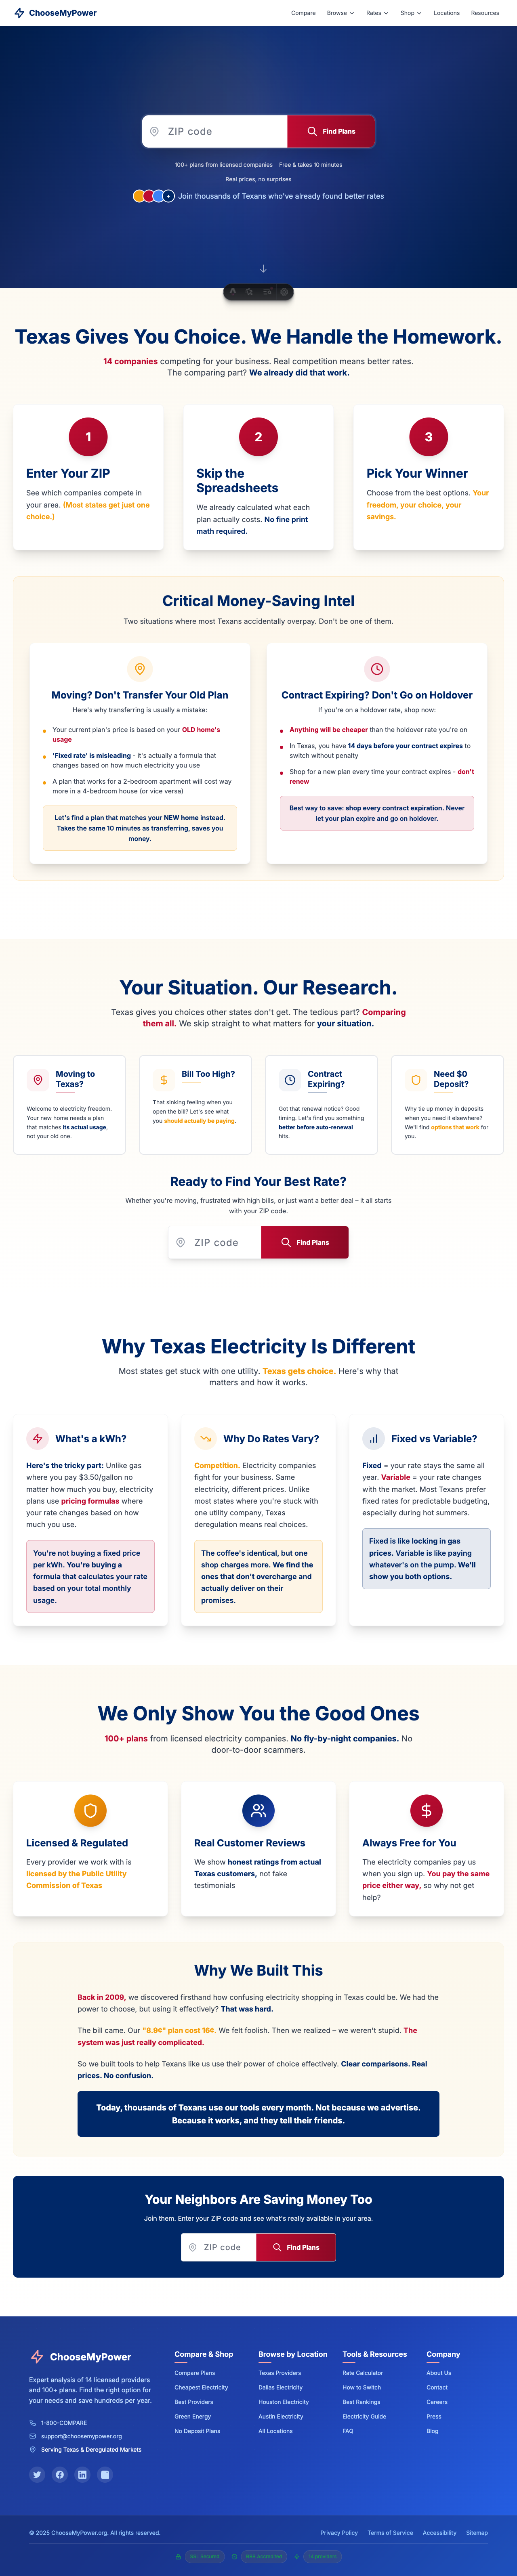 ChooseMyPower
Compare Browse Rates Shop Locations Resources
ZIP code
Find Plans
100+ plans from licensed companies Free & takes 10 minutes
Real prices, no surprises
+ Join thousands of Texans who've already found better rates
Texas Gives You Choice. We Handle the Homework.
14 companies competing for your business. Real competition means better rates.
The comparing part? We already did that work.
1
Enter Your ZIP
See which companies compete in
your area. (Most states get just one
choice.)
2
Skip the
Spreadsheets
We already calculated what each
plan actually costs. No fine print
math required.
3
Pick Your Winner
Choose from the best options. Your
freedom, your choice, your
savings.
Critical Money-Saving Intel
Two situations where most Texans accidentally overpay. Don't be one of them.
Moving? Don't Transfer Your Old Plan
Here's why transferring is usually a mistake:
Your current plan's price is based on your OLD home's
usage
'Fixed rate' is misleading - it's actually a formula that
changes based on how much electricity you use
A plan that works for a 2-bedroom apartment will cost way
more in a 4-bedroom house (or vice versa)
Let's find a plan that matches your NEW home instead.
Takes the same 10 minutes as transferring, saves you
money.
Contract Expiring? Don't Go on Holdover
If you're on a holdover rate, shop now:
Anything will be cheaper than the holdover rate you're on
In Texas, you have 14 days before your contract expires to
switch without penalty
Shop for a new plan every time your contract expires - don't
renew
Best way to save: shop every contract expiration. Never
let your plan expire and go on holdover.
Your Situation. Our Research.
Texas gives you choices other states don't get. The tedious part? Comparing
them all. We skip straight to what matters for your situation.
Moving to
Texas?
Welcome to electricity freedom.
Your new home needs a plan
that matches its actual usage,
not your old one.
Bill Too High?
That sinking feeling when you
open the bill? Let's see what
you should actually be paying.
Contract
Expiring?
Got that renewal notice? Good
timing. Let's find you something
better before auto-renewal
hits.
Need $0
Deposit?
Why tie up money in deposits
when you need it elsewhere?
We'll find options that work for
you.
Ready to Find Your Best Rate?
Whether you're moving, frustrated with high bills, or just want a better deal – it all starts
with your ZIP code.
ZIP code
Find Plans
Why Texas Electricity Is Different
Most states get stuck with one utility. Texas gets choice. Here's why that
matters and how it works.
What's a kWh?
Here's the tricky part: Unlike gas
where you pay $3.50/gallon no
matter how much you buy, electricity
plans use pricing formulas where
your rate changes based on how
much you use.
You're not buying a fixed price
per kWh. You're buying a
formula that calculates your rate
based on your total monthly
usage.
Why Do Rates Vary?
Competition. Electricity companies
fight for your business. Same
electricity, different prices. Unlike
most states where you're stuck with
one utility company, Texas
deregulation means real choices.
The coffee's identical, but one
shop charges more. We find the
ones that don't overcharge and
actually deliver on their
promises.
Fixed vs Variable?
Fixed = your rate stays the same all
year. Variable = your rate changes
with the market. Most Texans prefer
fixed rates for predictable budgeting,
especially during hot summers.
Fixed is like locking in gas
prices. Variable is like paying
whatever's on the pump. We'll
show you both options.
We Only Show You the Good Ones
100+ plans from licensed electricity companies. No fly-by-night companies. No
door-to-door scammers.
Licensed & Regulated
Every provider we work with is
licensed by the Public Utility
Commission of Texas
Real Customer Reviews
We show honest ratings from actual
Texas customers, not fake
testimonials
Always Free for You
The electricity companies pay us
when you sign up. You pay the same
price either way, so why not get
help?
Why We Built This
Back in 2009, we discovered firsthand how confusing electricity shopping in Texas could be. We had the
power to choose, but using it effectively? That was hard.
The bill came. Our "8.9¢" plan cost 16¢. We felt foolish. Then we realized – we weren't stupid. The
system was just really complicated.
So we built tools to help Texans like us use their power of choice effectively. Clear comparisons. Real
prices. No confusion.
Today, thousands of Texans use our tools every month. Not because we advertise.
Because it works, and they tell their friends.
Your Neighbors Are Saving Money Too
Join them. Enter your ZIP code and see what's really available in your area.
ZIP code
Find Plans
ChooseMyPower
Expert analysis of 14 licensed providers
and 100+ plans. Find the right option for
your needs and save hundreds per year.
1-800-COMPARE
support@choosemypower.org
Serving Texas & Deregulated Markets
Compare & Shop
Compare Plans
Cheapest Electricity
Best Providers
Green Energy
No Deposit Plans
Browse by Location
Texas Providers
Dallas Electricity
Houston Electricity
Austin Electricity
All Locations
Tools & Resources
Rate Calculator
How to Switch
Best Rankings
Electricity Guide
FAQ
Company
About Us
Contact
Careers
Press
Blog
© 2025 ChooseMyPower.org. All rights reserved.
Privacy Policy Terms of Service Accessibility Sitemap
SSL Secured BBB Accredited 14 providers